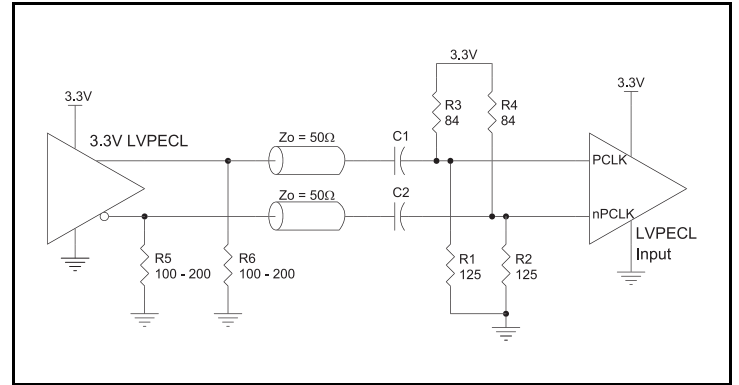 3.3V
3.3V LVPECL
R5
100 - 200
R6
100 - 200
Zo = 50Ω
Zo = 50Ω
C1
C2
3.3V
R3
84
R4
84
R1
125
R2
125
3.3V
PCLK
nPCLK
LVPECL
Input